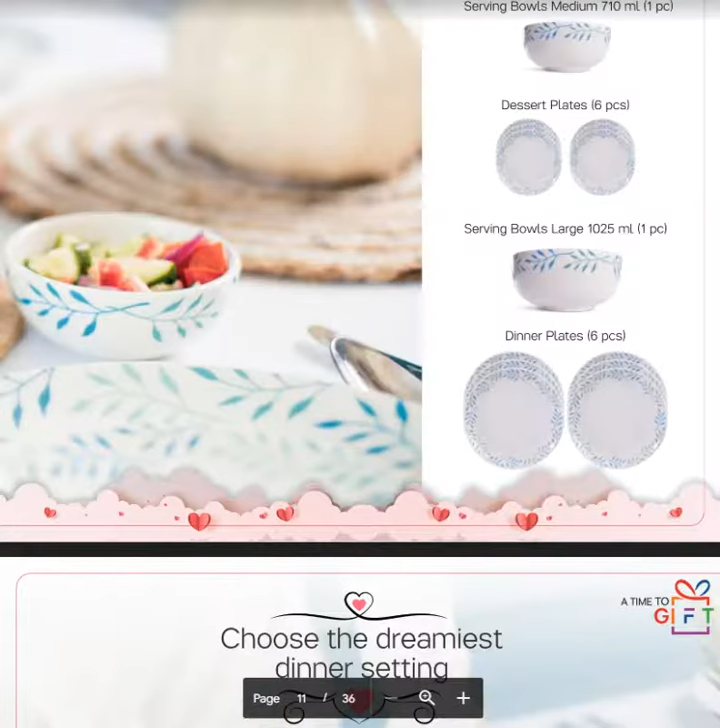 Serving Bowls Medium 710 ml (1 pc)
Dessert Plates (6 pcs)
Serving Bowls Large 1025 ml (1 pc)
Dinner Plates (6 pcs)
A TIME TO
GIFT
Choose the dreamiest
dinner setting
Page 11 / 36